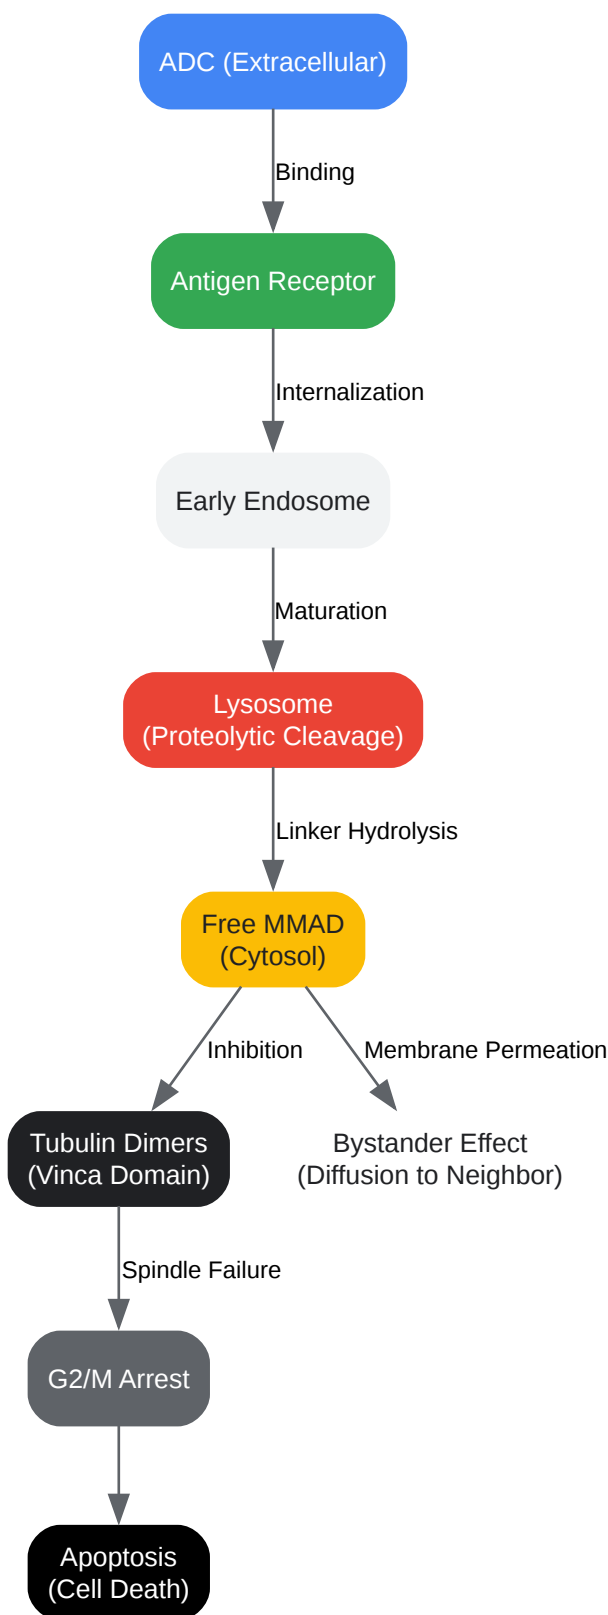 ADC (Extracellular)
Binding
Antigen Receptor
Internalization
Early Endosome
Maturation
Lysosome
(Proteolytic Cleavage)
Linker Hydrolysis
Free MMAD
(Cytosol)
Inhibition
Membrane Permeation
Tubulin Dimers
(Vinca Domain)
Bystander Effect
(Diffusion to Neighbor)
Spindle Failure
G2/M Arrest
Apoptosis
(Cell Death)